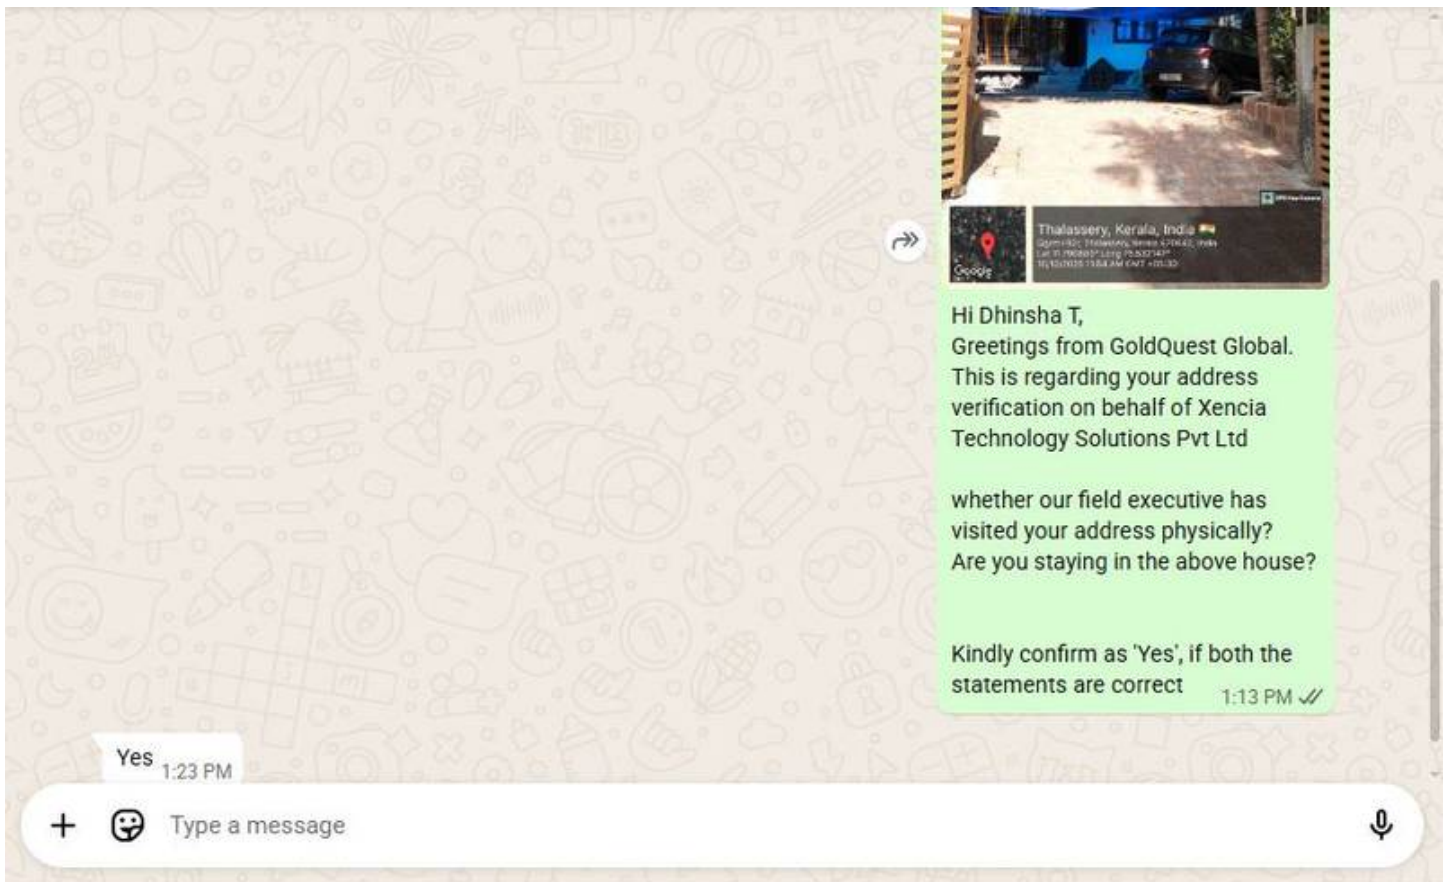 Thalassery, Kerala, India
Google
Hi Dhinsha T,
Greetings from GoldQuest Global.
This is regarding your address
verification on behalf of Xencia
Technology Solutions Pvt Ltd
whether our field executive has
visited your address physically?
Are you staying in the above house?
Kindly confirm as 'Yes', if both the
statements are correct
1:13 PM
Yes
1:23 PM
Type a message